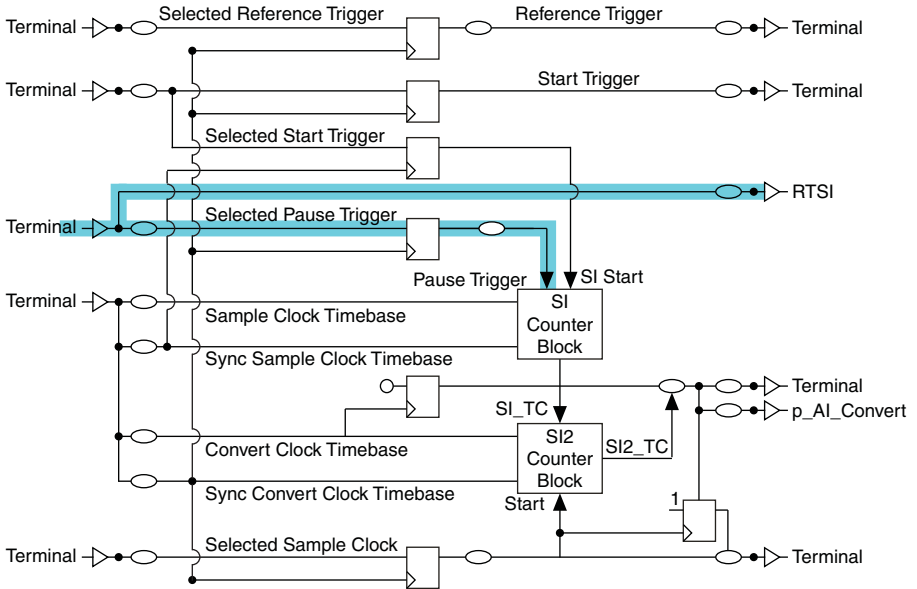 Selected Reference Trigger
Reference Trigger
Terminal
Terminal
Start Trigger
Terminal
Terminal
Selected Start Trigger
RTSI
Selected Pause Trigger
Terminal
Pause Trigger
SI Start
Terminal
SI
Counter
Block
Sample Clock Timebase
Sync Sample Clock Timebase
Terminal
SI_TC
p_AI_Convert
SI2
Counter
Block
SI2_TC
Convert Clock Timebase
Sync Convert Clock Timebase
Start
1
Selected Sample Clock
Terminal
Terminal